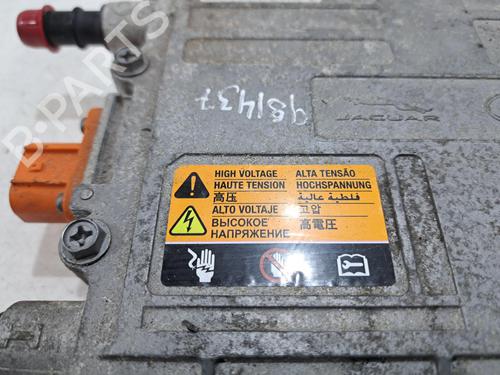 981437
JAGUAR
HIGH VOLTAGE
HAUTE TENSION
高压
ALTO VOLTAJE
ВЫСОКОЕ
НАПРЯЖЕНИЕ
ALTA TENSÃO
HOCHSPANNUNG
فلطية عالية
고압
高電圧
B-PARTS